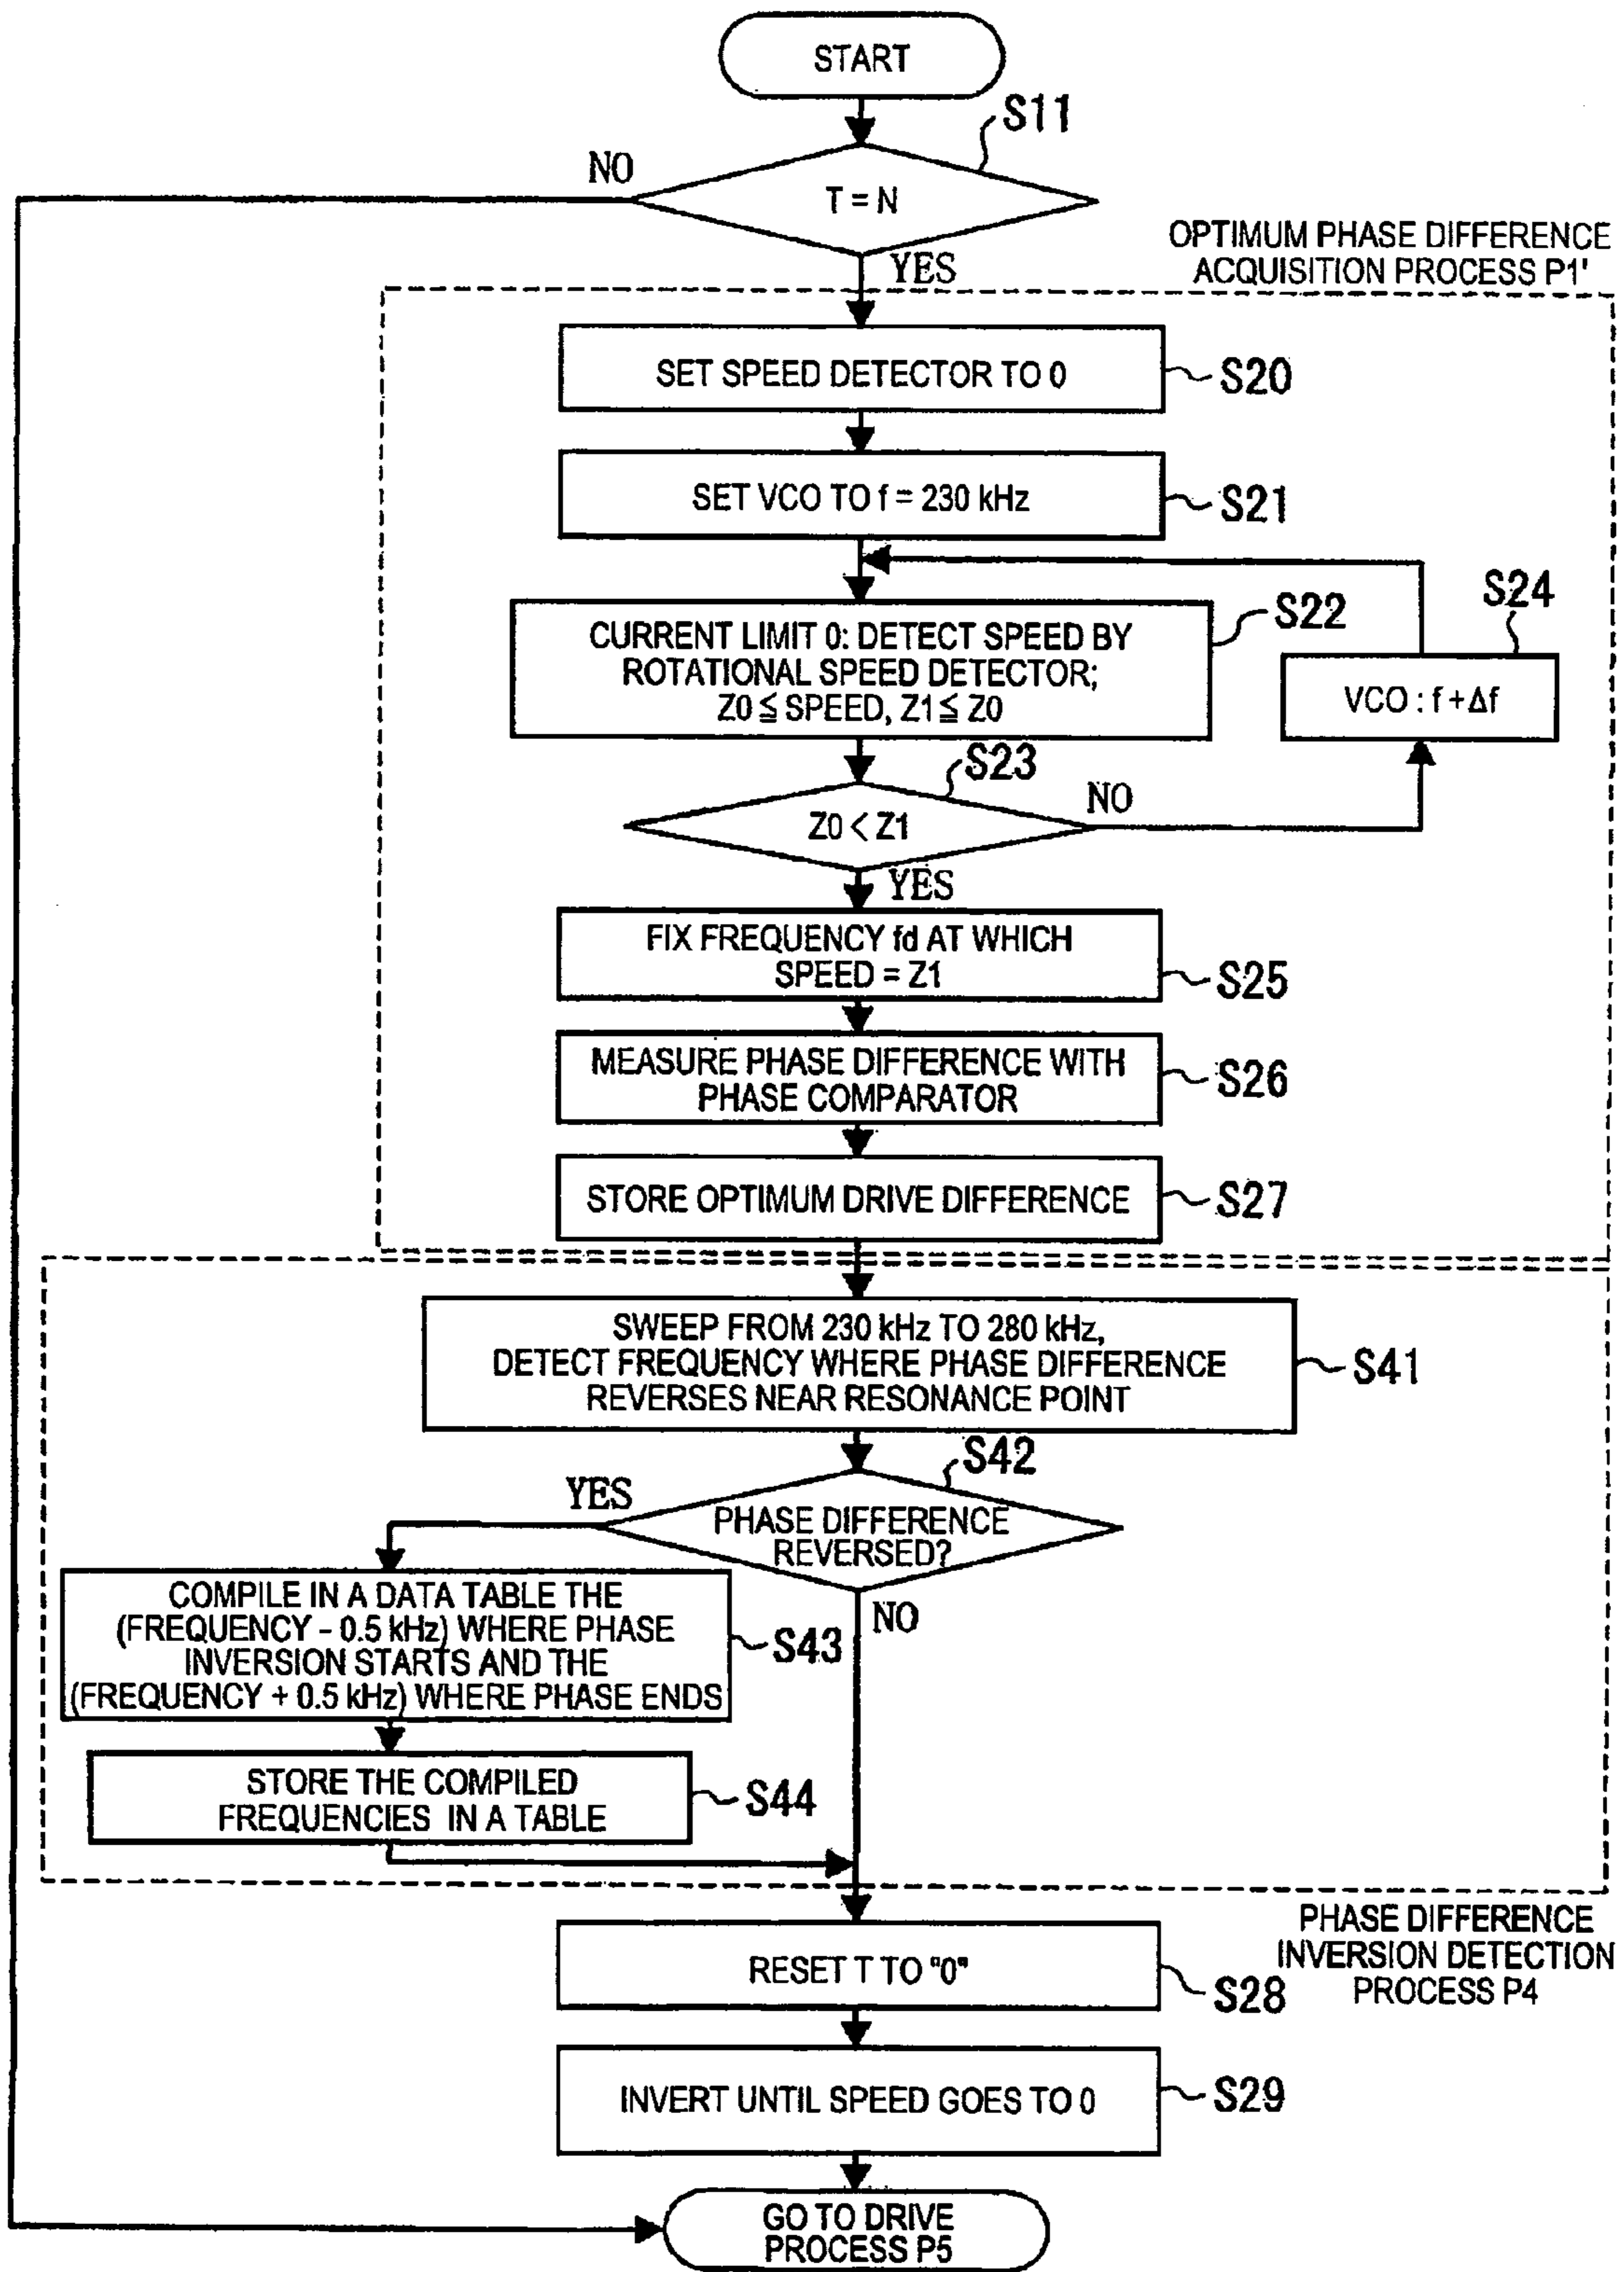 START
S11
NO
T = N
OPTIMUM PHASE DIFFERENCE
ACQUISITION PROCESS P1'
YES
SET SPEED DETECTOR TO 0
S20
SET VCO TO f = 230 kHz
S21
CURRENT LIMIT 0: DETECT SPEED BY
ROTATIONAL SPEED DETECTOR;
Z0 ≦ SPEED, Z1 ≦ Z0
S22
S24
VCO : f + Δf
S23
Z0 < Z1
NO
YES
FIX FREQUENCY fd AT WHICH
SPEED = Z1
S25
MEASURE PHASE DIFFERENCE WITH
PHASE COMPARATOR
S26
STORE OPTIMUM DRIVE DIFFERENCE
S27
SWEEP FROM 230 kHz TO 280 kHz,
DETECT FREQUENCY WHERE PHASE DIFFERENCE
REVERSES NEAR RESONANCE POINT
S41
S42
YES
PHASE DIFFERENCE
REVERSED?
NO
COMPILE IN A DATA TABLE THE
(FREQUENCY – 0.5 kHz) WHERE PHASE
INVERSION STARTS AND THE
(FREQUENCY + 0.5 kHz) WHERE PHASE ENDS
S43
STORE THE COMPILED
FREQUENCIES IN A TABLE
S44
PHASE DIFFERENCE
INVERSION DETECTION
PROCESS P4
RESET T TO "0"
S28
INVERT UNTIL SPEED GOES TO 0
S29
GO TO DRIVE
PROCESS P5